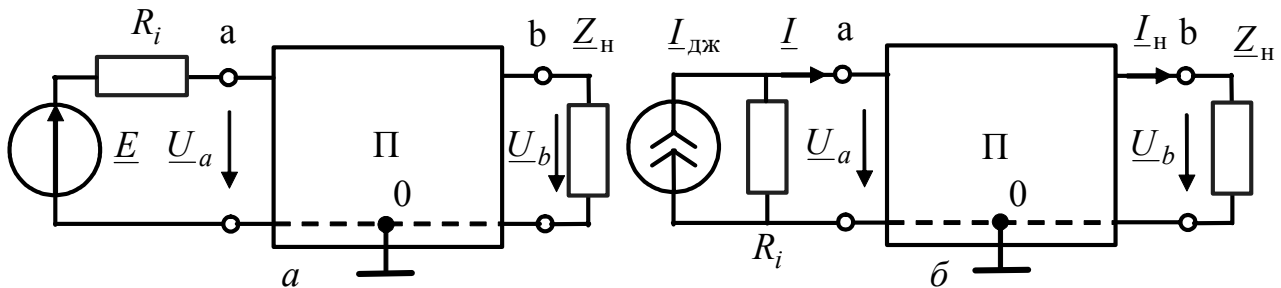 R_i a b Z_н I_дж I a I_н b Z_н
E U_a П U_b U_a П U_b
0 0
R_i
а б